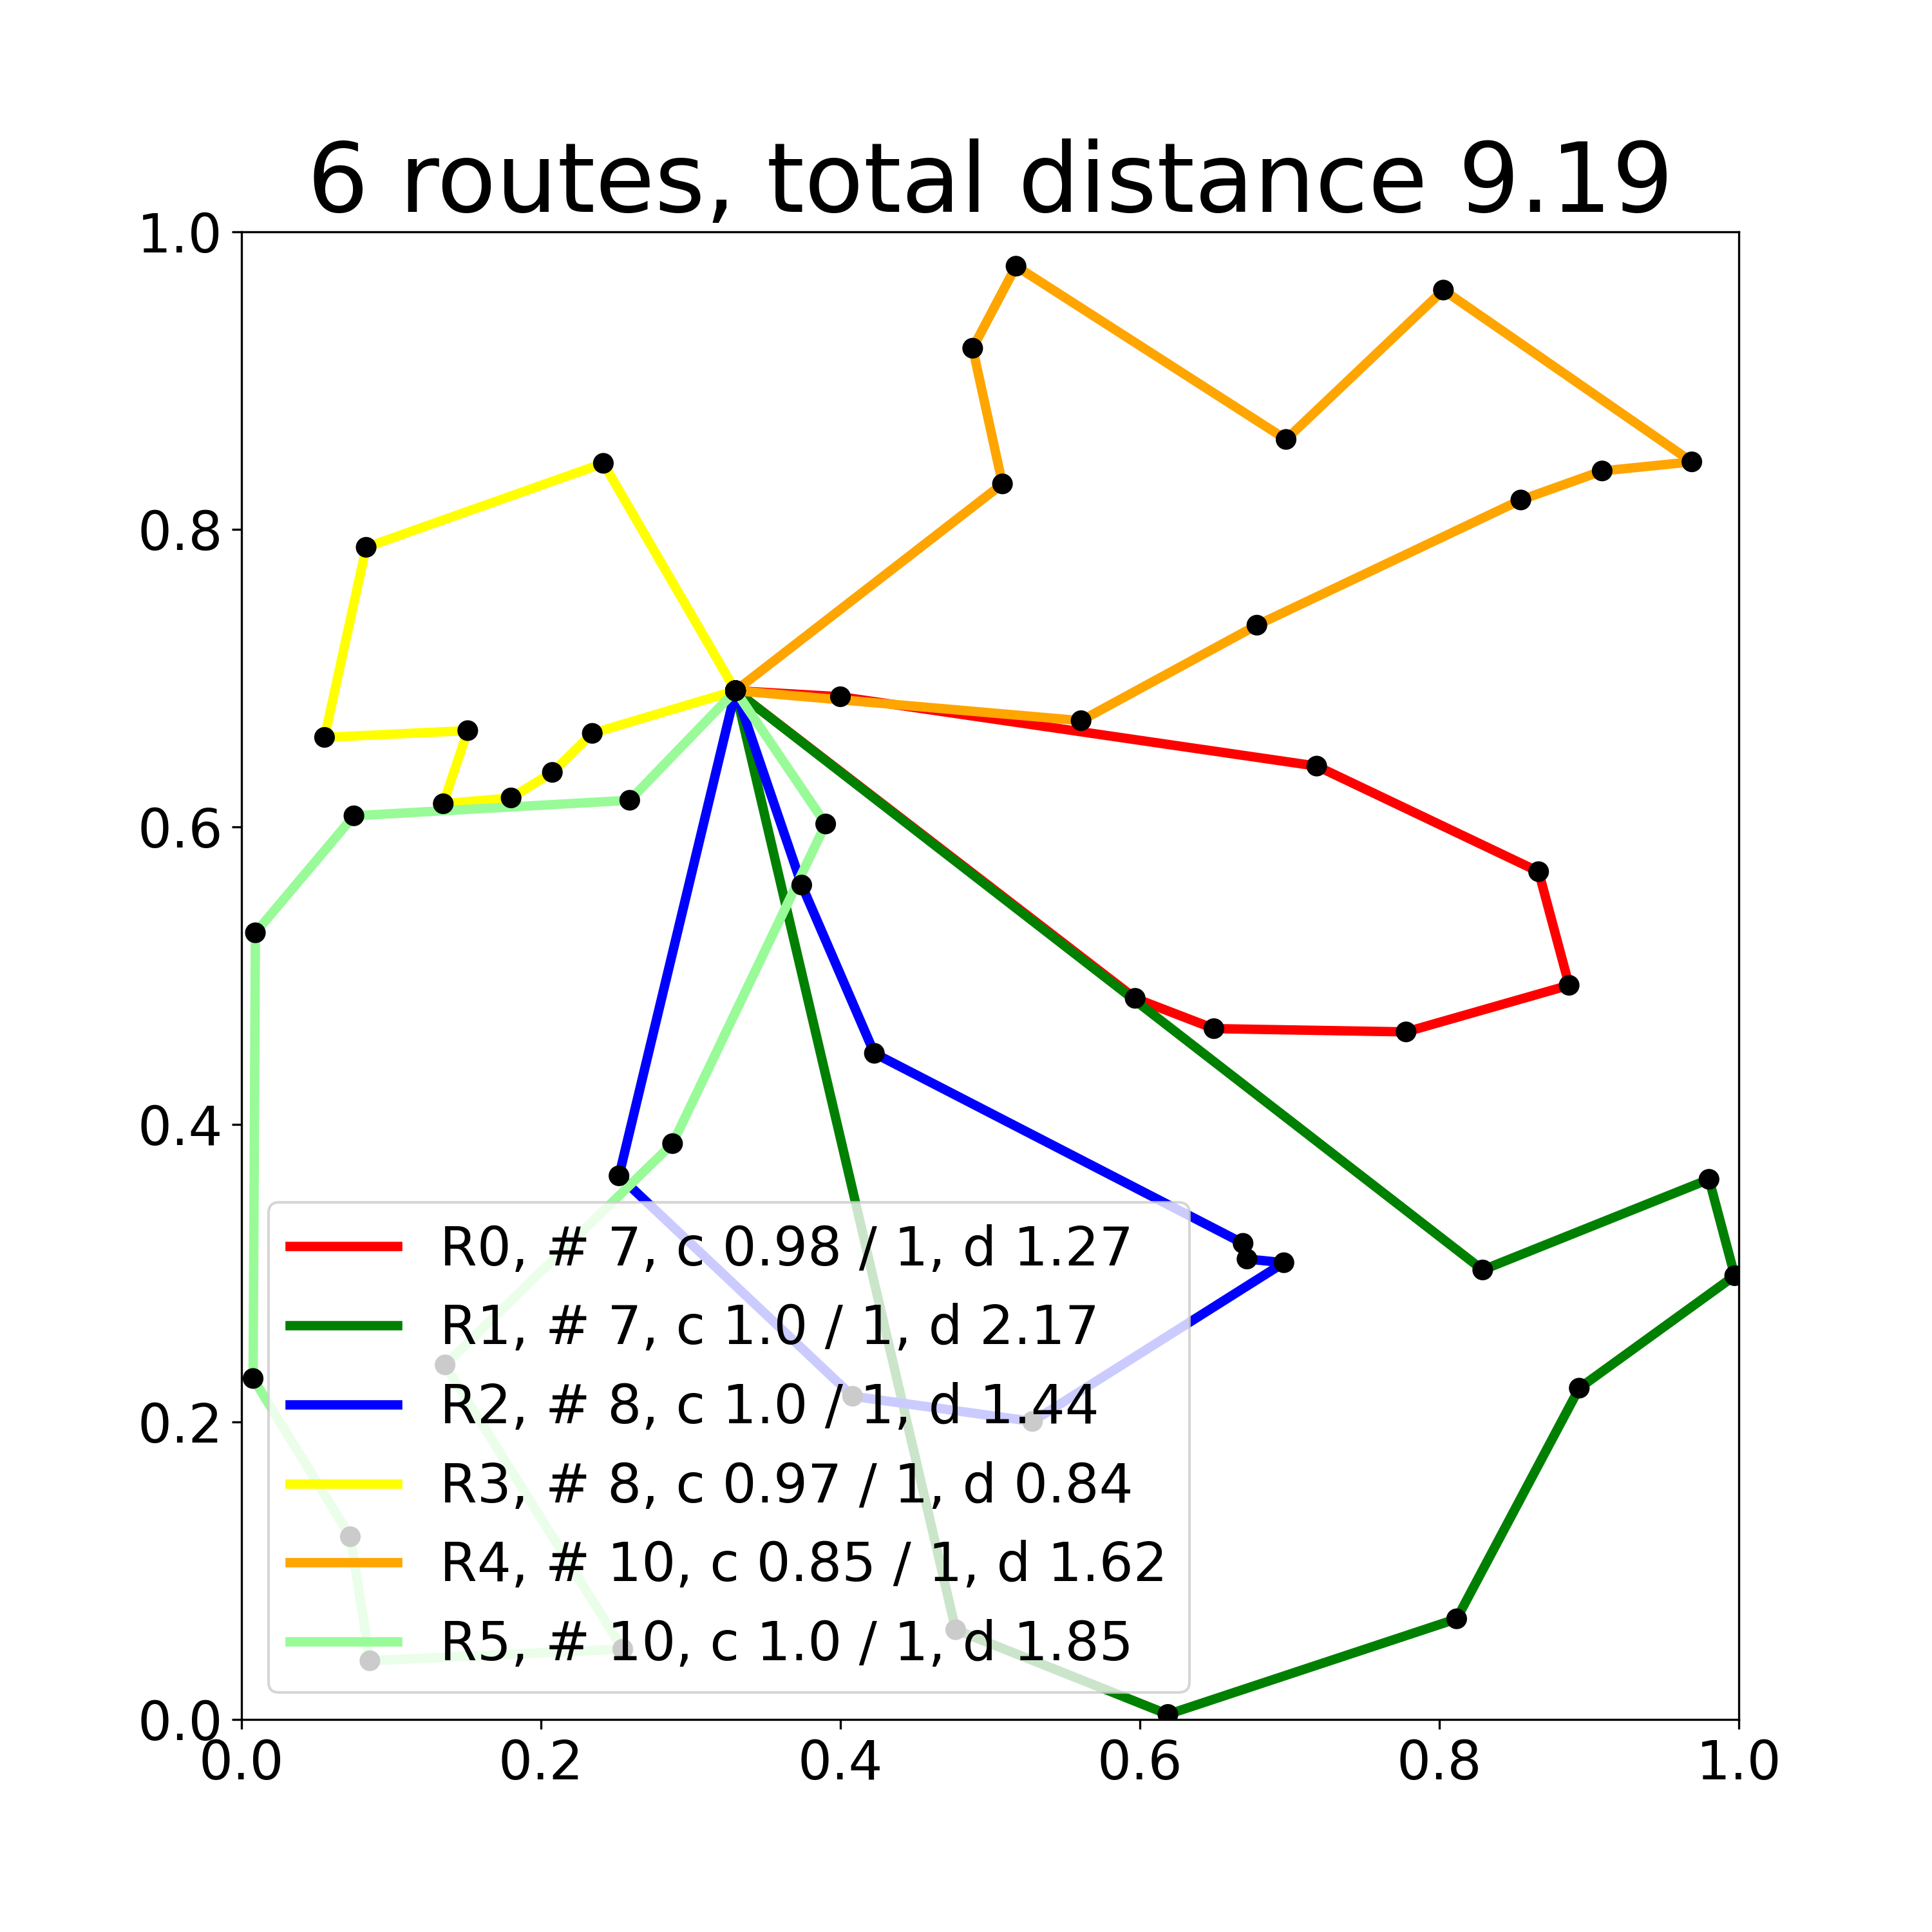 6 routes, total distance 9.19
1.0
0.8
0.6
0.4
0.2
0.0
R0, # 7, c 0.98 / 1, d 1.27
R1, # 7, c 1.0 / 1, d 2.17
R2, # 8, c 1.0 / 1, d 1.44
R3, # 8, c 0.97 / 1, d 0.84
R4, # 10, c 0.85 / 1, d 1.62
R5, # 10, c 1.0 / 1, d 1.85
0.0 0.2 0.4 0.6 0.8 1.0